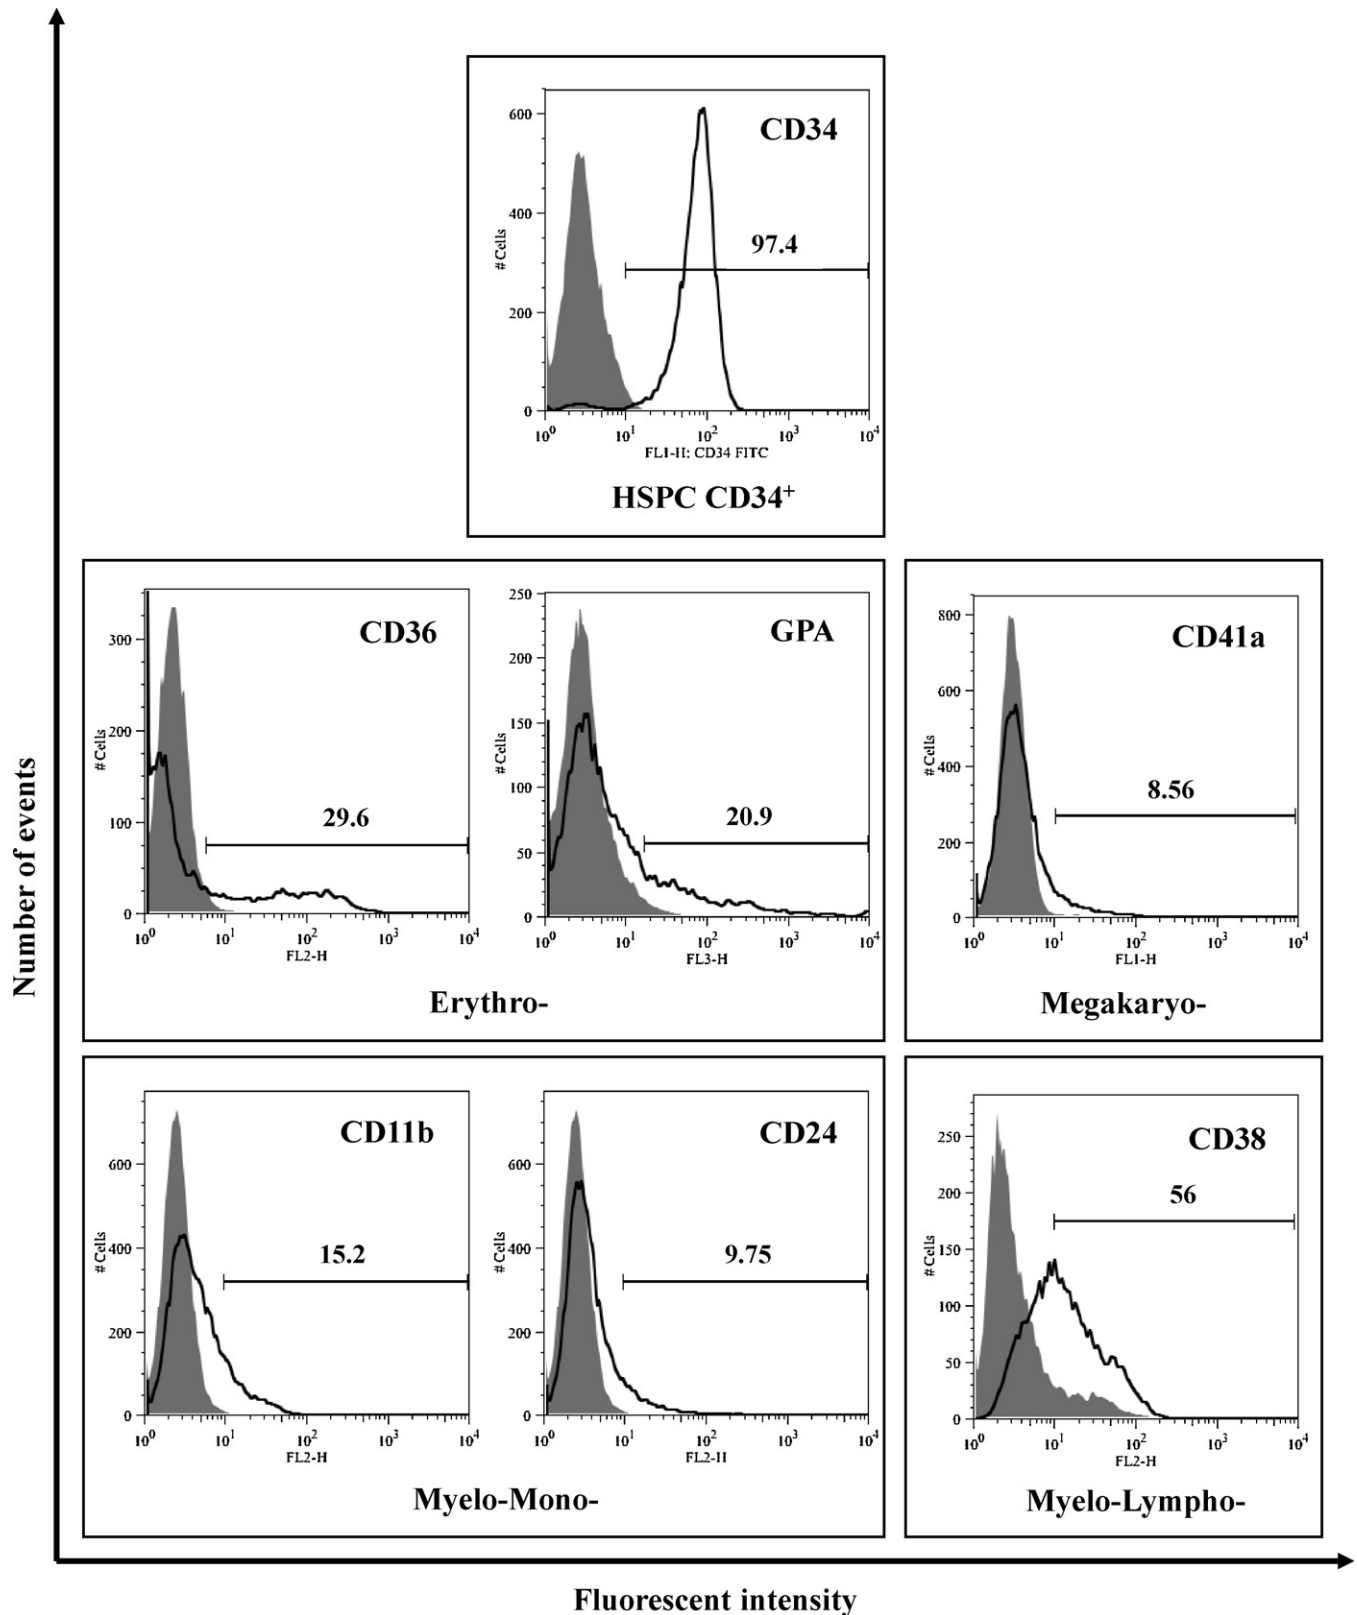 Number of events
CD34
97.4
# Cells
600
400
200
0
10⁰ 10¹ 10² 10³ 10⁴
FL1-H: CD34 FITC
HSPC CD34⁺
CD36
29.6
# Cells
300
200
100
0
10⁰ 10¹ 10² 10³ 10⁴
FL2-H
GPA
20.9
# Cells
250
200
150
100
50
0
10⁰ 10¹ 10² 10³ 10⁴
FL3-H
Erythro-
CD41a
8.56
# Cells
800
600
400
200
0
10⁰ 10¹ 10² 10³ 10⁴
FL1-H
Megakaryo-
CD11b
15.2
# Cells
600
400
200
0
10⁰ 10¹ 10² 10³ 10⁴
FL2-H
CD24
9.75
# Cells
600
400
200
0
10⁰ 10¹ 10² 10³ 10⁴
FL2-H
Myelo-Mono-
CD38
56
# Cells
250
200
150
100
50
0
10⁰ 10¹ 10² 10³ 10⁴
FL2-H
Myelo-Lympho-
Fluorescent intensity